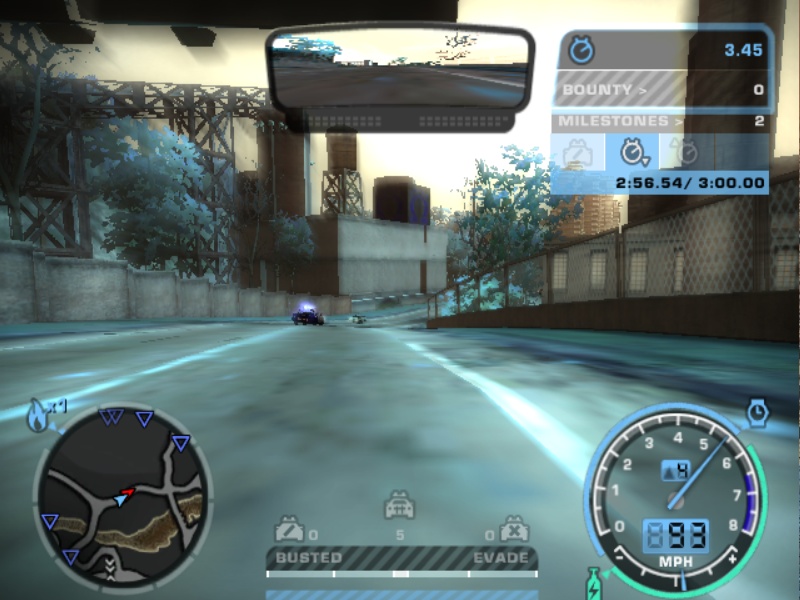 3.45
BOUNTY > 0
MILESTONES > 2
2:56.54/ 3:00.00
x1
0 5 0
BUSTED EVADE
0 1 2 3 4 5 6 7 8
4
93
MPH
- +